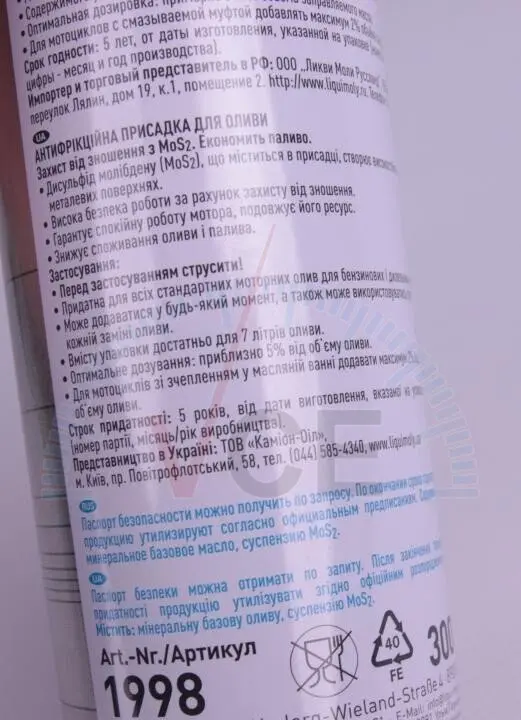 • Оптимальная дозировка:
• Для мотоциклов с смазываемой муфтой добавлять максимум 2%
Срок годности: 5 лет, от даты изготовления, указанной на упаковке
цифры - месяц и год производства).
Импортер и торговый представитель в РФ: ООО „Ликви Моли Руссланд"
переулок Лялин, дом 19, к.1, помещение 2. http://www.liquimoly.ru.
UA
АНТИФРІКЦІЙНА ПРИСАДКА ДЛЯ ОЛИВИ
Захист від зношення з MoS2. Економить паливо.
• Дисульфід молібдену (MoS2), що міститься в присадці, створює
металевих поверхнях.
• Висока безпека роботи за рахунок захисту від зношення.
• Гарантує спокійну роботу мотора, подовжує його ресурс.
• Знижує споживання оливи і палива.
Застосування:
• Перед застосуванням струсити!
• Придатна для всіх стандартних моторних олив для бензинових і
• Може додаватися у будь-який момент, а також може
кожній заміні оливи.
• Вмісту упаковки достатньо для 7 літрів оливи.
• Оптимальне дозування: приблизно 5% від об'єму оливи.
• Для мотоциклів зі зчепленням у масляній ванні додавати максимум
об'єму оливи.
Строк придатності: 5 років, від дати виготовлення, вказаної на
(номер партії, місяць/рік виробництва).
Представництво в Україні: ТОВ «Каміон-Оіл»,
м. Київ, пр. Повітрофлотський, 58, тел. (044) 585-4340, www.liquimoly.
VCE
RUS
Паспорт безопасности можно получить по запросу. По окончании срока
продукцию утилизируют согласно официальным предписаниям.
минеральное базовое масло, суспензию MoS2-
UA
Паспорт безпеки можна отримати по запиту. Після закінчення
придатності продукцію утилізувати згідно офіційним
Містить: мінеральну базову оливу, суспензію MoS2.
Art.-Nr./Артикул
1998
40
FE
300
-Wieland-Straße 4